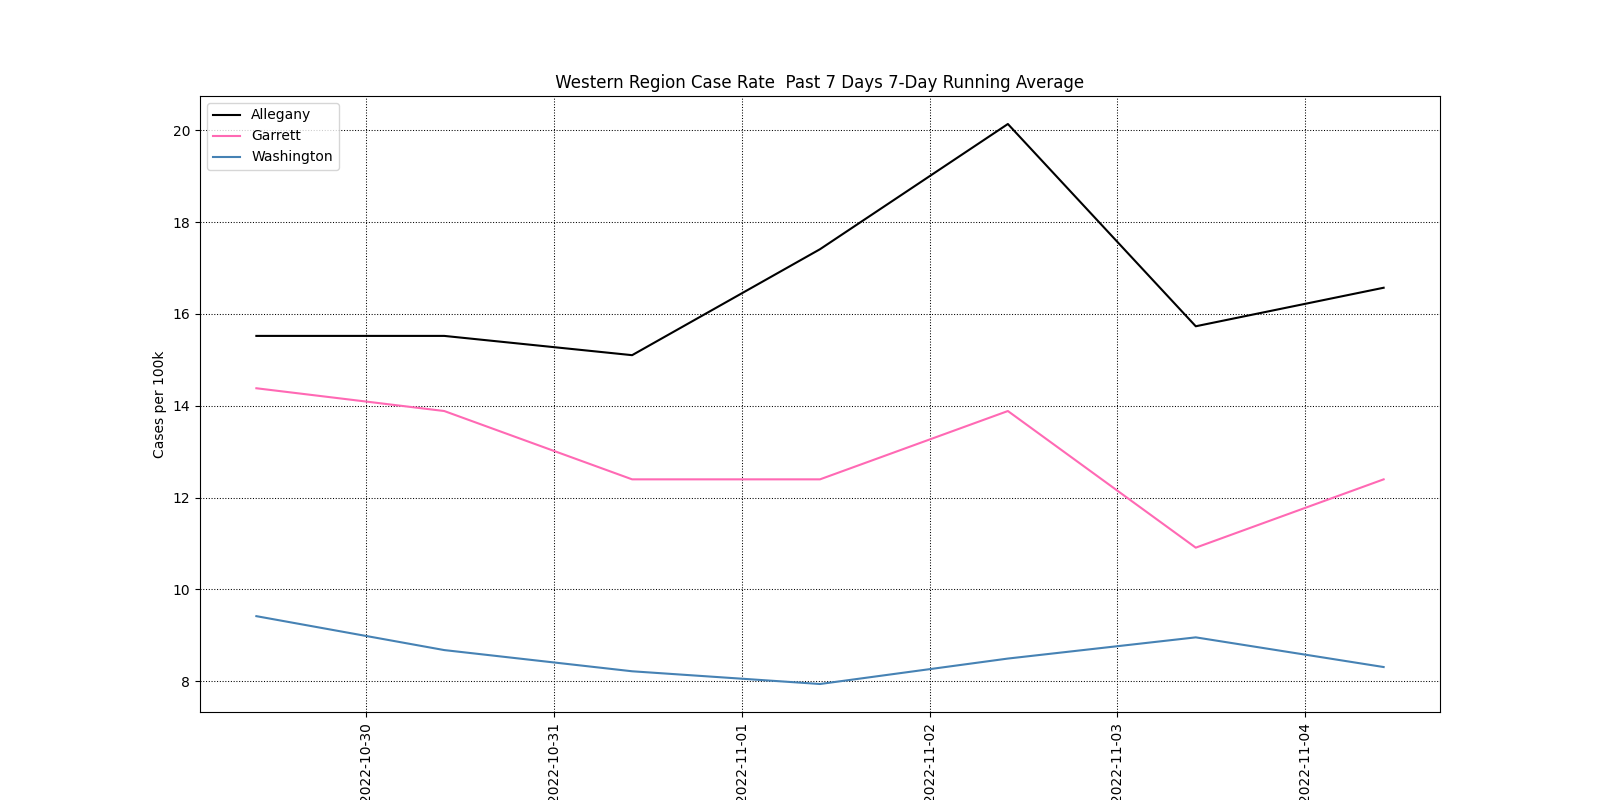 Western Region Case Rate  Past 7 Days 7-Day Running Average
Allegany
Garrett
Washington
Cases per 100k
20
18
16
14
12
10
8
2022-10-30
2022-10-31
2022-11-01
2022-11-02
2022-11-03
2022-11-04